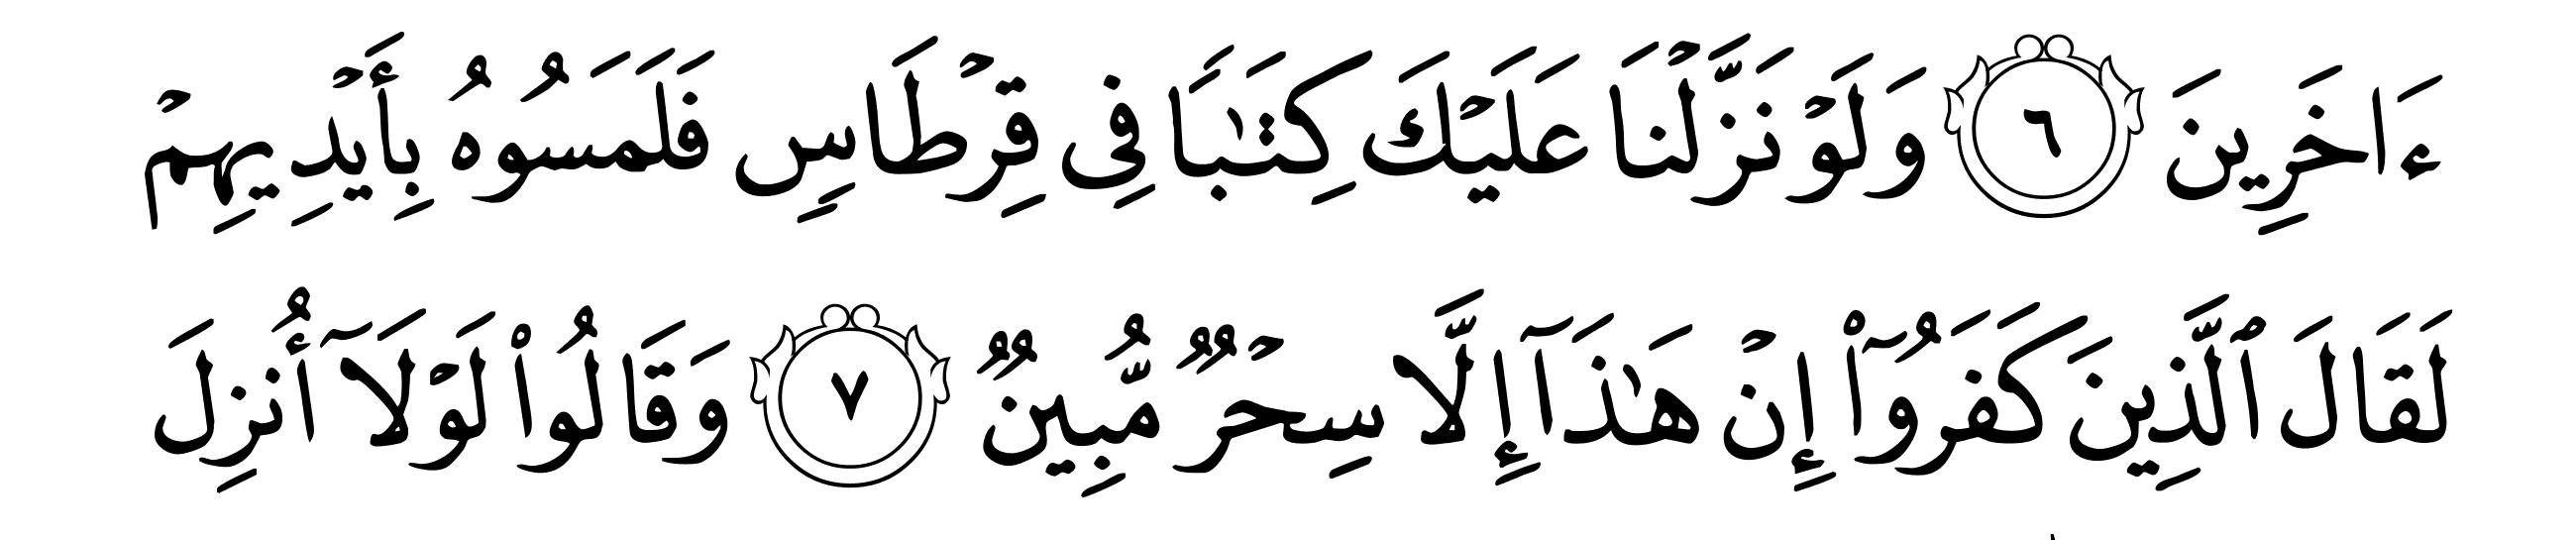 ءَاخَرِينَ ٦ وَلَوۡ نَزَّلۡنَا عَلَيۡكَ كِتَٰبٗا فِي قِرۡطَاسٖ فَلَمَسُوهُ بِأَيۡدِيهِمۡ
لَقَالَ ٱلَّذِينَ كَفَرُوٓاْ إِنۡ هَٰذَآ إِلَّا سِحۡرٞ مُّبِينٞ ٧ وَقَالُواْ لَوۡلَآ أُنزِلَ